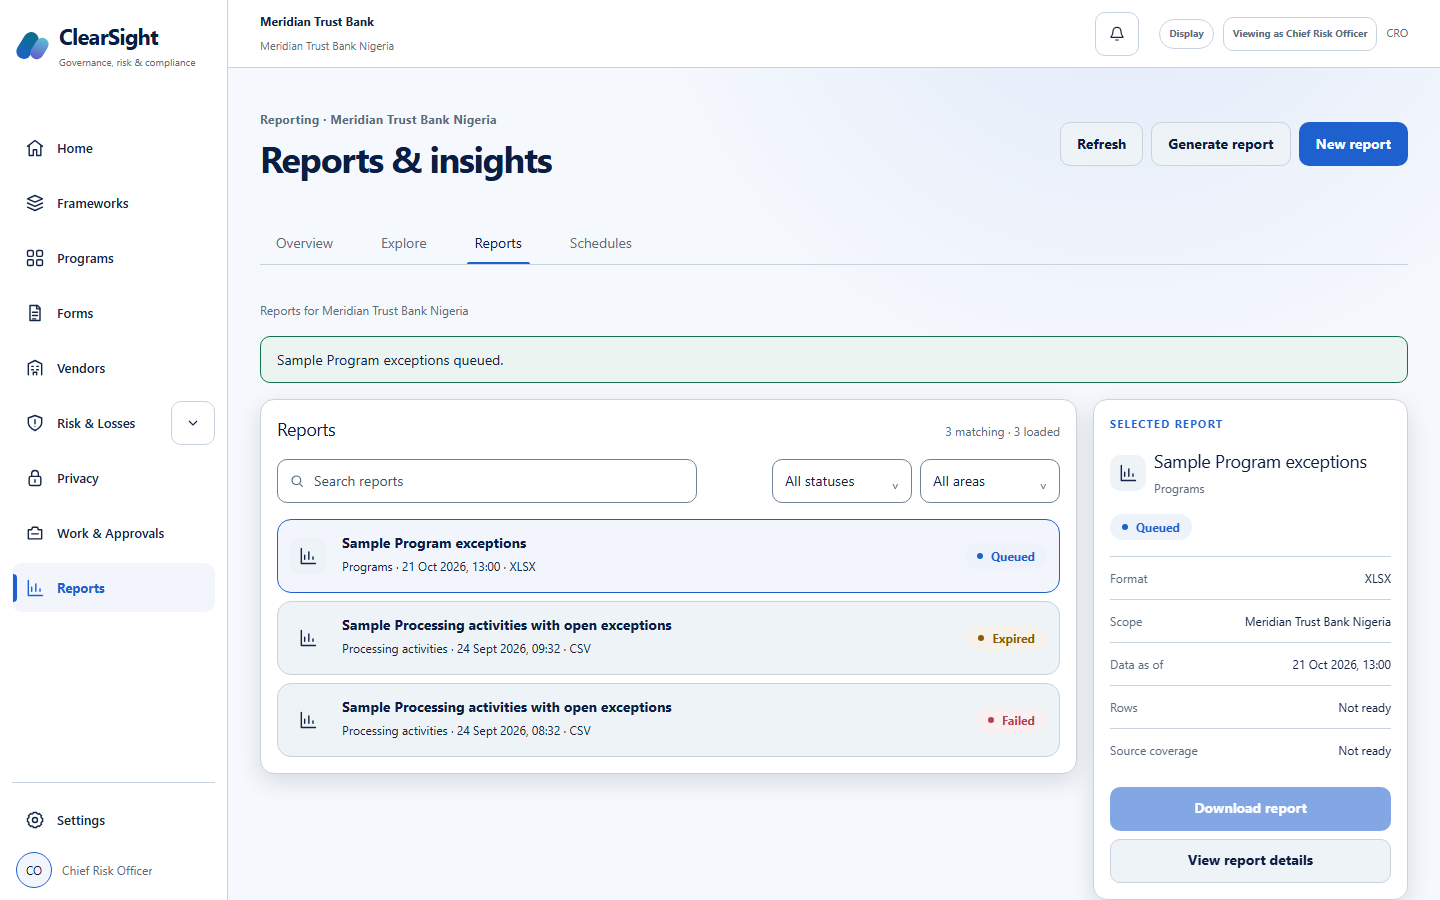 ClearSight
Governance, risk & compliance
Home
Frameworks
Programs
Forms
Vendors
Risk & Losses
Privacy
Work & Approvals
Reports
Settings
CO
Chief Risk Officer
Meridian Trust Bank
Meridian Trust Bank Nigeria
Display
Viewing as Chief Risk Officer
CRO
Reporting · Meridian Trust Bank Nigeria
Reports & insights
Refresh
Generate report
New report
Overview
Explore
Reports
Schedules
Reports for Meridian Trust Bank Nigeria
Sample Program exceptions queued.
Reports
3 matching · 3 loaded
Search reports
All statuses
All areas
Sample Program exceptions
Programs · 21 Oct 2026, 13:00 · XLSX
Queued
Sample Processing activities with open exceptions
Processing activities · 24 Sept 2026, 09:32 · CSV
Expired
Sample Processing activities with open exceptions
Processing activities · 24 Sept 2026, 08:32 · CSV
Failed
SELECTED REPORT
Sample Program exceptions
Programs
Queued
Format XLSX
Scope Meridian Trust Bank Nigeria
Data as of 21 Oct 2026, 13:00
Rows Not ready
Source coverage Not ready
Download report
View report details